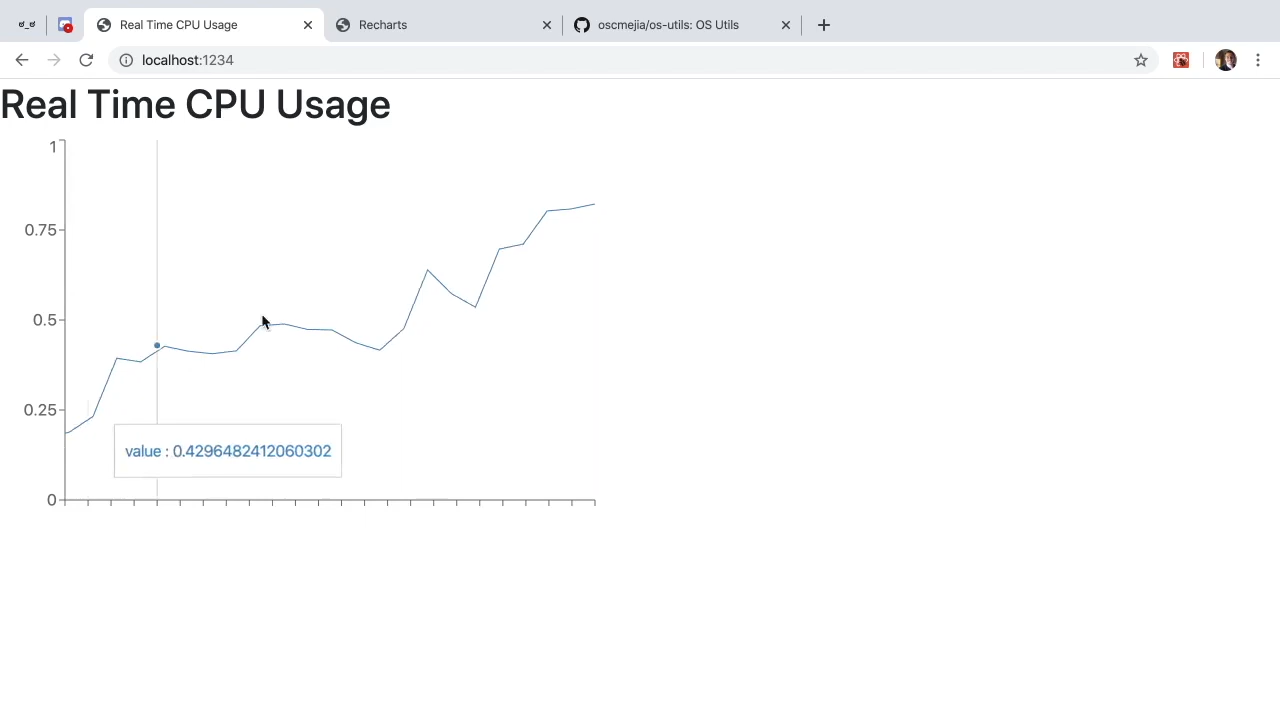 ಠ_ಠ
Real Time CPU Usage
Recharts
oscmejia/os-utils: OS Utils
localhost:1234
Real Time CPU Usage
1
0.75
0.5
0.25
0
value : 0.4296482412060302